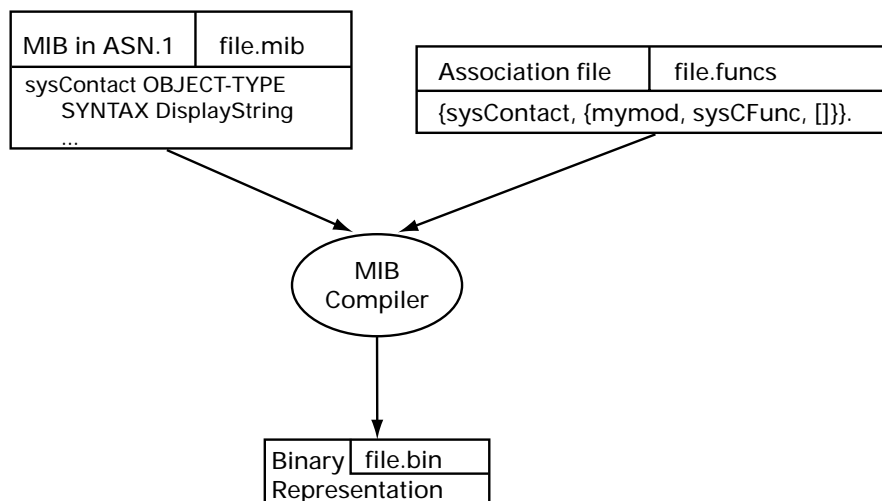 MIB in ASN.1 file.mib
sysContact OBJECT-TYPE
SYNTAX DisplayString
...
Association file file.funcs
{sysContact, {mymod, sysCFunc, []}}.
MIB
Compiler
Binary file.bin
Representation